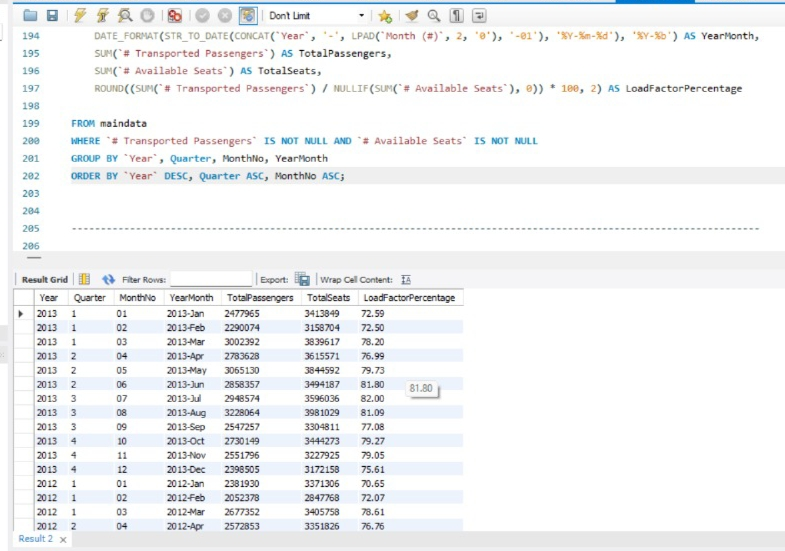 Don't Limit
194 DATE_FORMAT(STR_TO_DATE(CONCAT(`Year`, '-', LPAD(`Month (#)`, 2, '0'), '-01'), '%Y-%m-%d'), '%Y-%b') AS YearMonth,
195 SUM(`# Transported Passengers`) AS TotalPassengers,
196 SUM(`# Available Seats`) AS TotalSeats,
197 ROUND((SUM(`# Transported Passengers`) / NULLIF(SUM(`# Available Seats`), 0)) * 100, 2) AS LoadFactorPercentage
198
199 FROM maindata
200 WHERE `# Transported Passengers` IS NOT NULL AND `# Available Seats` IS NOT NULL
201 GROUP BY `Year`, Quarter, MonthNo, YearMonth
202 ORDER BY `Year` DESC, Quarter ASC, MonthNo ASC;
203
204
205 ----------------------------------------------------------------------------------------------------
206
Result Grid Filter Rows: Export: Wrap Cell Content: IA
Year Quarter MonthNo YearMonth TotalPassengers TotalSeats LoadFactorPercentage
2013 1 01 2013-Jan 2477965 3413849 72.59
2013 1 02 2013-Feb 2290074 3158704 72.50
2013 1 03 2013-Mar 3002392 3839617 78.20
2013 2 04 2013-Apr 2783628 3615571 76.99
2013 2 05 2013-May 3065130 3844592 79.73
2013 2 06 2013-Jun 2858357 3494187 81.80 81.80
2013 3 07 2013-Jul 2948574 3596036 82.00
2013 3 08 2013-Aug 3228064 3981029 81.09
2013 3 09 2013-Sep 2547257 3304811 77.08
2013 4 10 2013-Oct 2730149 3444273 79.27
2013 4 11 2013-Nov 2551796 3227925 79.05
2013 4 12 2013-Dec 2398505 3172158 75.61
2012 1 01 2012-Jan 2381930 3371306 70.65
2012 1 02 2012-Feb 2052378 2847768 72.07
2012 1 03 2012-Mar 2677352 3405758 78.61
2012 2 04 2012-Apr 2572853 3351826 76.76
Result 2 x